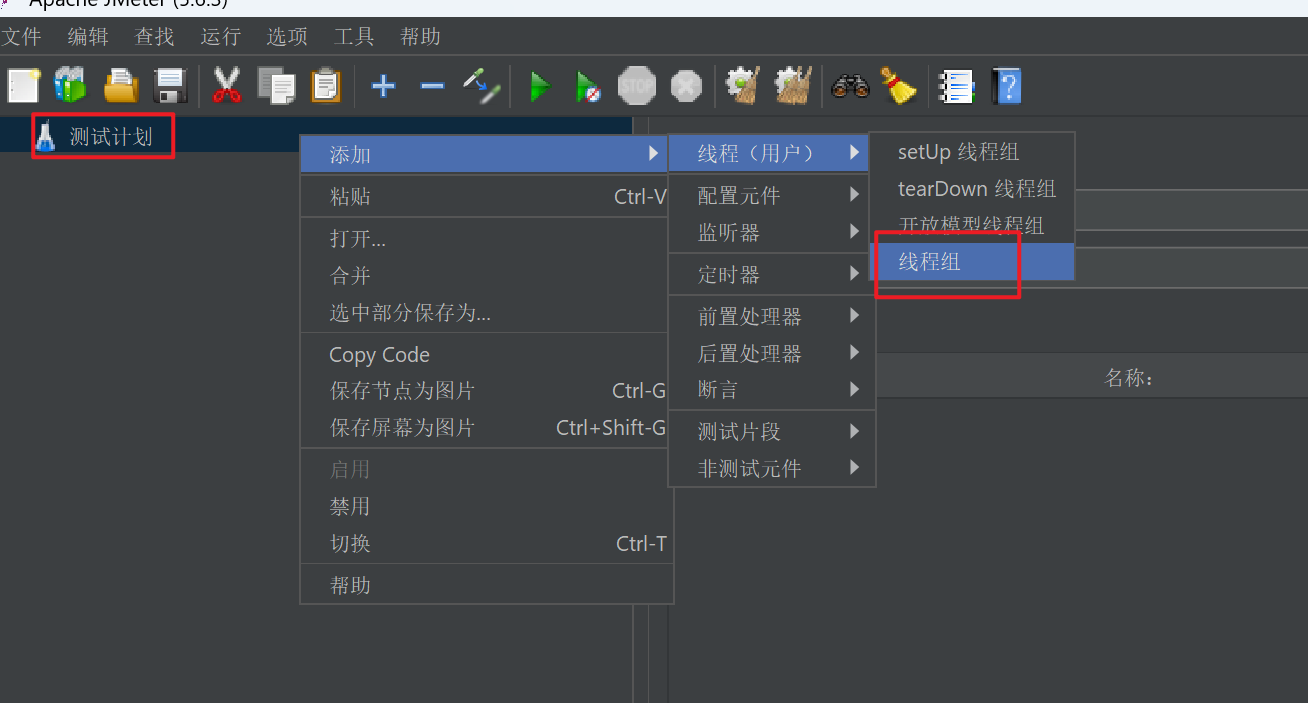 Apache JMeter (5.6.3)
文件 编辑 查找 运行 选项 工具 帮助
STOP
测试计划
添加
粘贴 Ctrl-V
打开...
合并
选中部分保存为...
Copy Code
保存节点为图片 Ctrl-G
保存屏幕为图片 Ctrl+Shift-G
启用
禁用
切换 Ctrl-T
帮助
线程（用户）
配置元件
监听器
定时器
前置处理器
后置处理器
断言
测试片段
非测试元件
setUp 线程组
tearDown 线程组
开放模型线程组
线程组
名称：